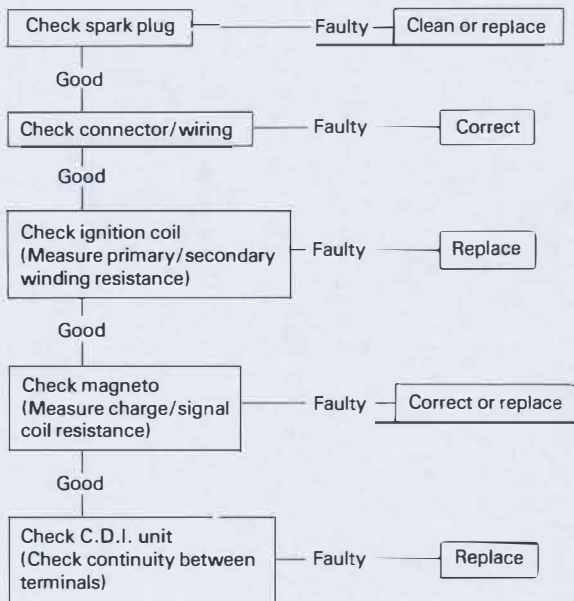 Check spark plug Faulty Clean or replace
Good
Check connector/wiring Faulty Correct
Good
Check ignition coil
(Measure primary/secondary Faulty Replace
winding resistance)
Good
Check magneto
(Measure charge/signal Faulty Correct or replace
coil resistance)
Good
Check C.D.I. unit
(Check continuity between Faulty Replace
terminals)